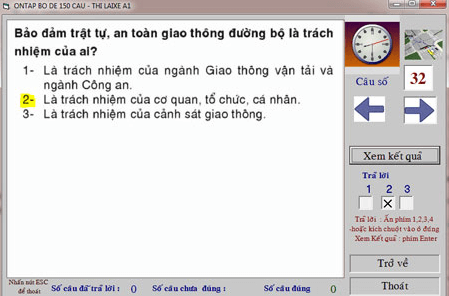 ONTAP BO DE 150 CAU - THI LAIXE A1
Bảo đảm trật tự, an toàn giao thông đường bộ là trách
nhiệm của ai?
1- Là trách nhiệm của ngành Giao thông vận tải và
ngành Công an.
2- Là trách nhiệm của cơ quan, tổ chức, cá nhân.
3- Là trách nhiệm của cảnh sát giao thông.
Câu số 32
Xem kết quả
Trả lời
1 2 3
Trả lời : Ấn phím 1,2,3,4
-hoặc kích chuột vào ô đúng
Xem Kết quả : phím Enter
Trở về
Thoát
Nhấn nút ESC
để thoát
Số câu đã trả lời : 0 Số câu chưa đúng : 0 Số câu đúng 0